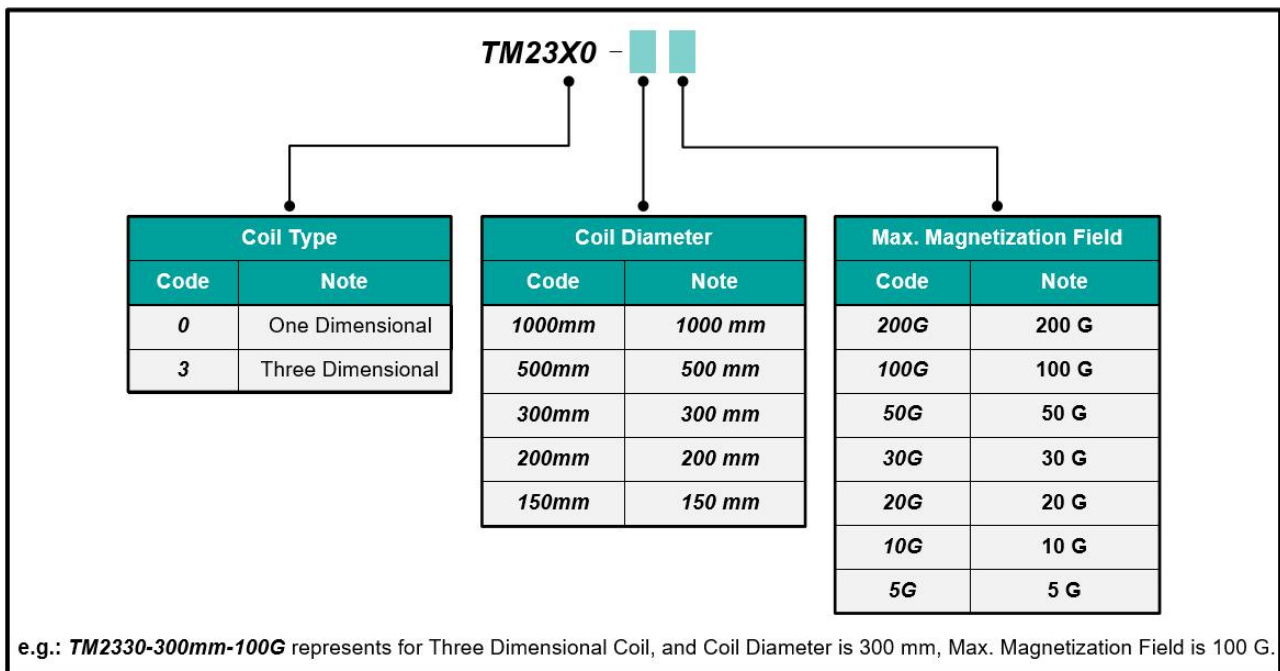 TM23X0 -
Coil Type
Code Note
0 One Dimensional
3 Three Dimensional
Coil Diameter
Code Note
1000mm 1000 mm
500mm 500 mm
300mm 300 mm
200mm 200 mm
150mm 150 mm
Max. Magnetization Field
Code Note
200G 200 G
100G 100 G
50G 50 G
30G 30 G
20G 20 G
10G 10 G
5G 5 G
e.g.: TM2330-300mm-100G represents for Three Dimensional Coil, and Coil Diameter is 300 mm, Max. Magnetization Field is 100 G.